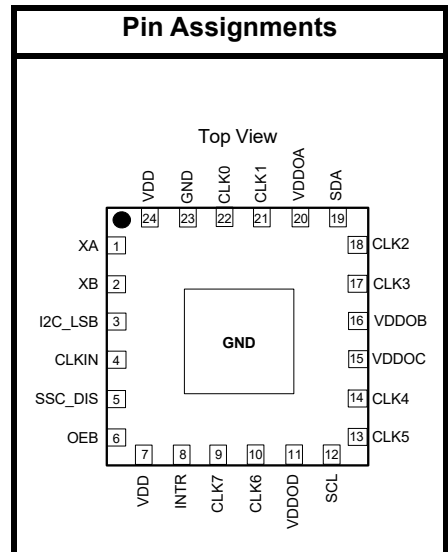 Pin Assignments
Top View
VDD GND CLK0 CLK1 VDDOA SDA
24 23 22 21 20 19
XA 1
XB 2
I2C_LSB 3
CLKIN 4
SSC_DIS 5
OEB 6
GND
18 CLK2
17 CLK3
16 VDDOB
15 VDDOC
14 CLK4
13 CLK5
7 8 9 10 11 12
VDD INTR CLK7 CLK6 VDDOD SCL